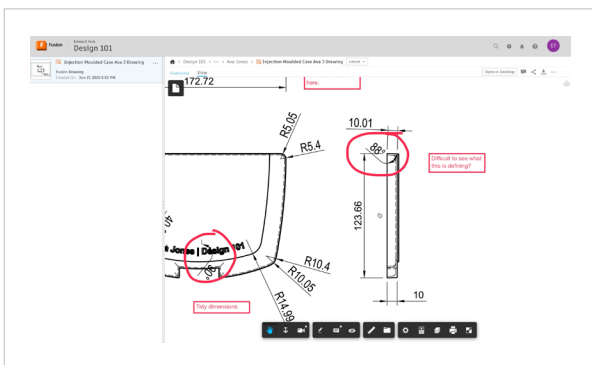 Fusion
Edward Hub
Design 101
ET
Injection Moulded Case Ava 3 Drawing ...
Fusion Drawing
Design 101 > ... > Ava Jones > Injection Moulded Case Ava 3 Drawing
Latest
Overview View
Open in Desktop
172.72
here.
R5.05
R5.4
10.01
88°
Difficult to see what
this is defining?
123.66
Jones | Design 101
R10.4
R10.05
R14.99
10
Tidy dimensions